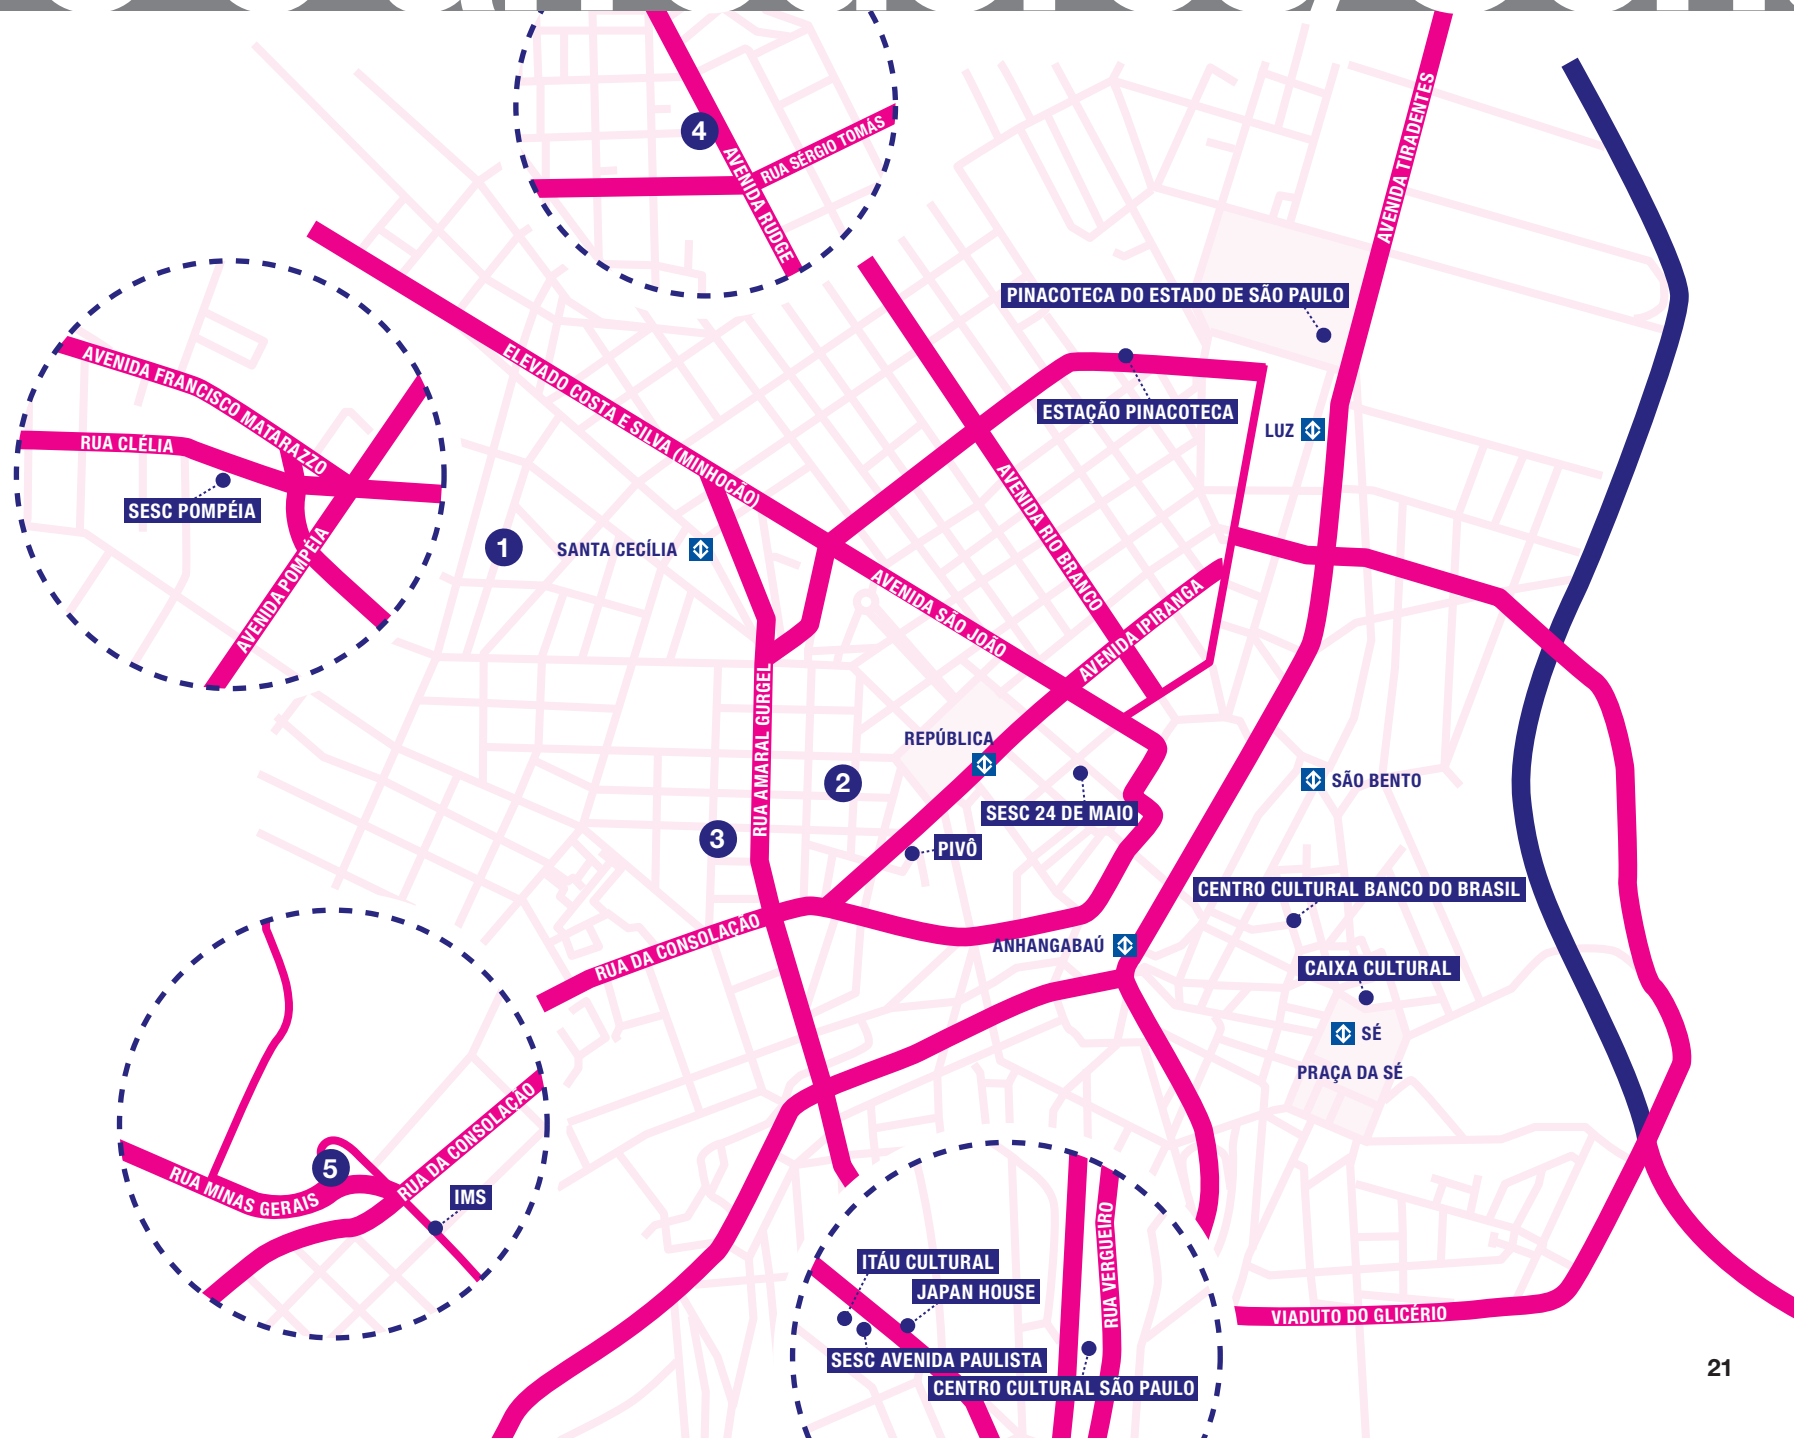 4
AVENIDA RUDGE
RUA SÉRGIO TOMÁS
AVENIDA TIRADENTES
PINACOTECA DO ESTADO DE SÃO PAULO
ELEVADO COSTA E SILVA (MINHOCÃO)
AVENIDA FRANCISCO MATARAZZO
RUA CLÉLIA
SESC POMPÉIA
AVENIDA POMPÉIA
ESTAÇÃO PINACOTECA
LUZ
1
SANTA CECÍLIA
AVENIDA RIO BRANCO
AVENIDA SÃO JOÃO
AVENIDA IPIRANGA
RUA AMARAL GURGEL
REPÚBLICA
2
SÃO BENTO
SESC 24 DE MAIO
3
PIVÔ
CENTRO CULTURAL BANCO DO BRASIL
RUA DA CONSOLAÇÃO
ANHANGABAÚ
CAIXA CULTURAL
SÉ
PRAÇA DA SÉ
RUA DA CONSOLAÇÃO
5
RUA MINAS GERAIS
IMS
RUA VERGUEIRO
ITÁU CULTURAL
JAPAN HOUSE
VIADUTO DO GLICÉRIO
SESC AVENIDA PAULISTA
CENTRO CULTURAL SÃO PAULO
21